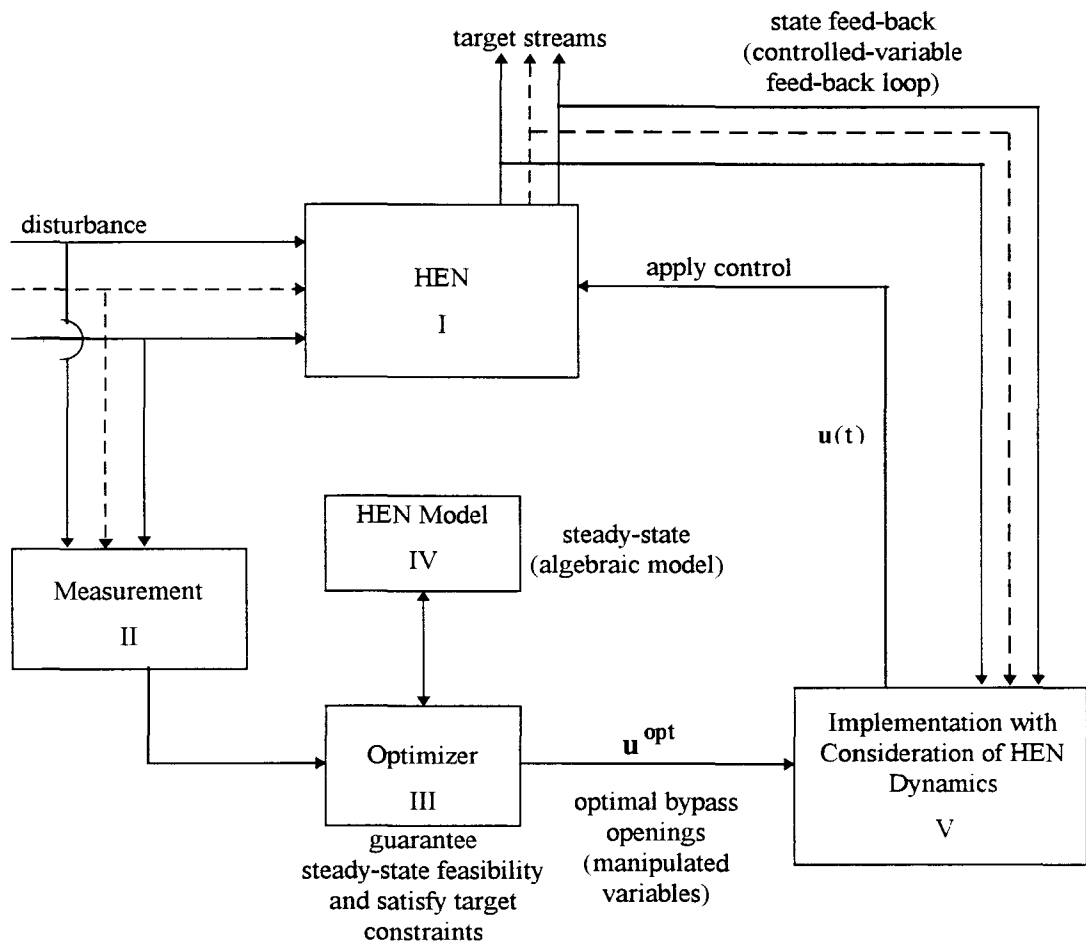 target streams
state feed-back
(controlled-variable
feed-back loop)
disturbance
HEN
I
apply control
u(t)
HEN Model
IV
steady-state
(algebraic model)
Measurement
II
Optimizer
III
u opt
Implementation with
Consideration of HEN
Dynamics
V
guarantee
steady-state feasibility
and satisfy target
constraints
optimal bypass
openings
(manipulated
variables)